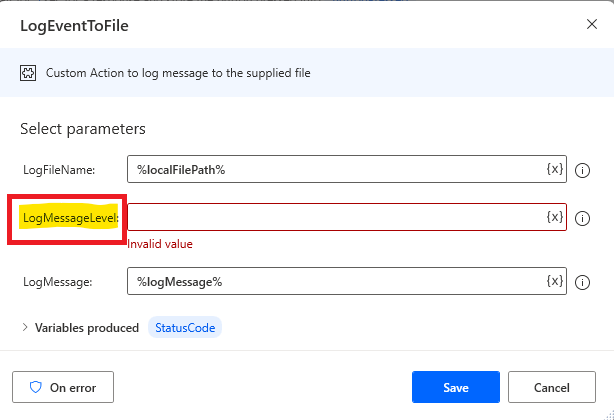 LogEventToFile
Custom Action to log message to the supplied file
Select parameters
LogFileName: %localFilePath% {x}
LogMessageLevel: {x}
Invalid value
LogMessage: %logMessage% {x}
Variables produced StatusCode
On error Save Cancel